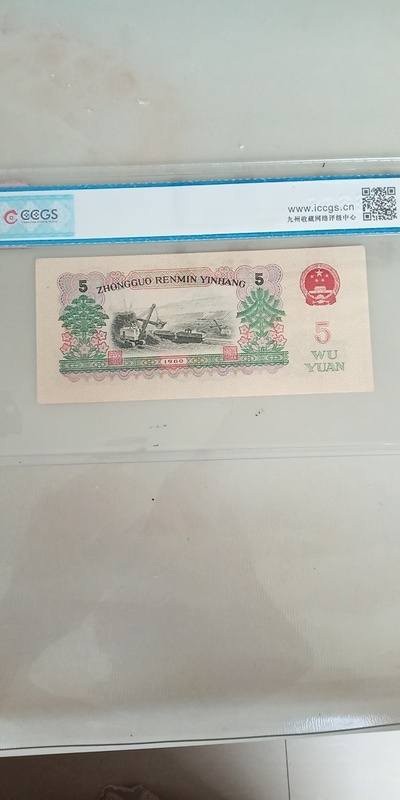 CCGS
www.iccgs.cn
九州收藏网络评级中心
5 ZHONGGUO RENMIN YINHANG 5
5
WU
YUAN
1960